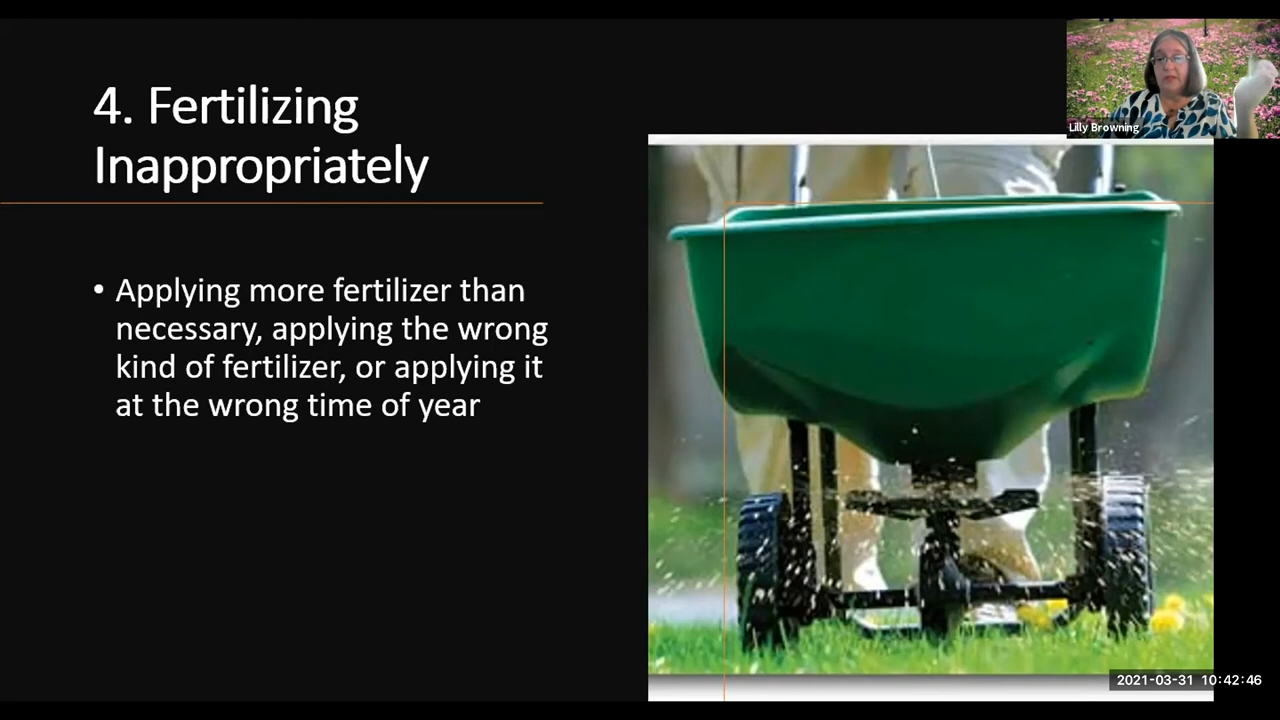 4. Fertilizing
Inappropriately
• Applying more fertilizer than
necessary, applying the wrong
kind of fertilizer, or applying it
at the wrong time of year
Lilly Browning
2021-03-31 10:42:46